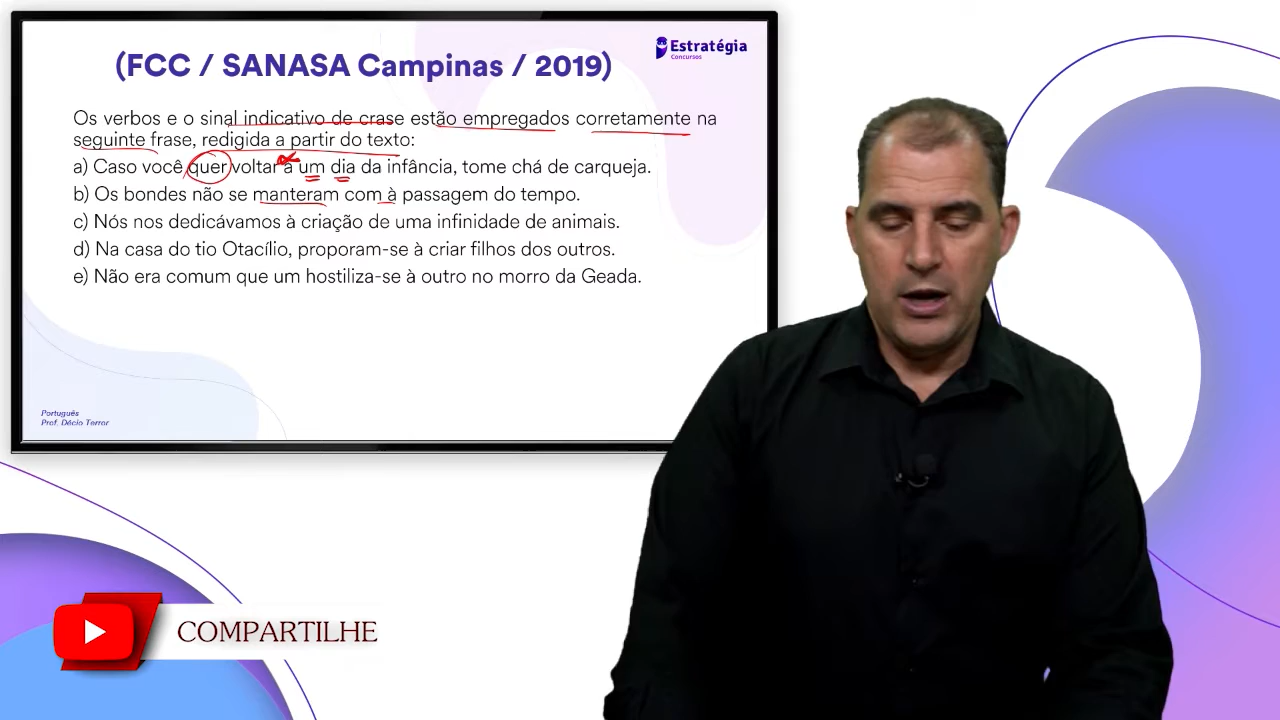 (FCC / SANASA Campinas / 2019)
Estratégia
Concursos
Os verbos e o sinal indicativo de crase estão empregados corretamente na
seguinte frase, redigida a partir do texto:
a) Caso você quer voltar à um dia da infância, tome chá de carqueja.
b) Os bondes não se manteram com à passagem do tempo.
c) Nós nos dedicávamos à criação de uma infinidade de animais.
d) Na casa do tio Otacílio, proporam-se à criar filhos dos outros.
e) Não era comum que um hostiliza-se à outro no morro da Geada.
Português
Prof. Décio Terror
COMPARTILHE